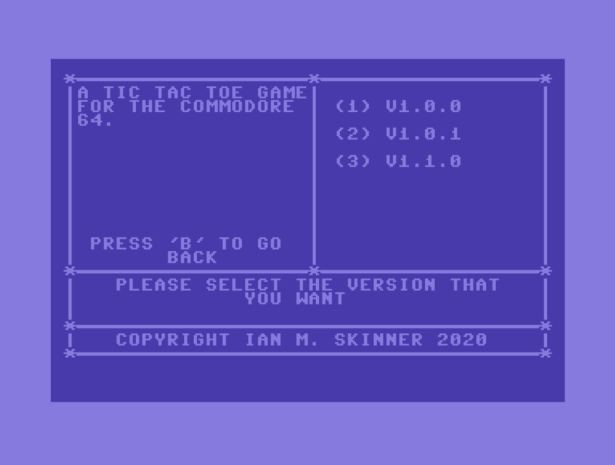 A TIC TAC TOE GAME
FOR THE COMMODORE
64.
(1) V1.0.0
(2) V1.0.1
(3) V1.1.0
PRESS 'B' TO GO
BACK
PLEASE SELECT THE VERSION THAT
YOU WANT
COPYRIGHT IAN M. SKINNER 2020